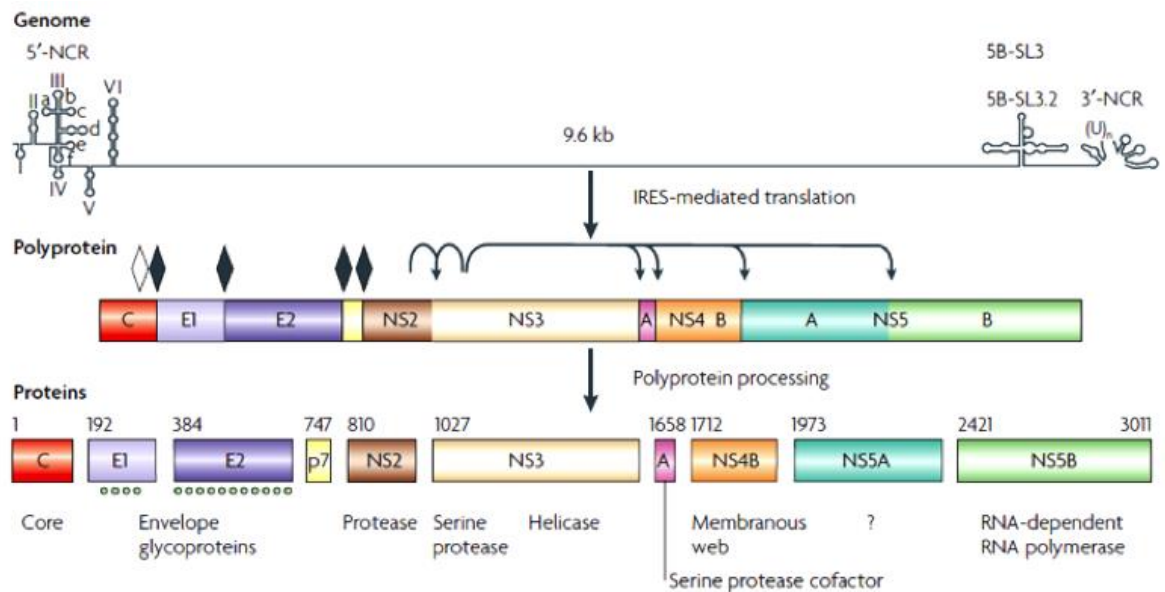 Genome
5′-NCR
5B-SL3
III
VI
II
a
b
5B-SL3.2
3′-NCR
c
d
(U)n
V
9.6 kb
e
f
I
IV
V
IRES-mediated translation
Polyprotein
C
E1
E2
NS2
NS3
A
NS4 B
A
NS5
B
Polyprotein processing
Proteins
1
192
384
747
810
1027
1658
1712
1973
2421
3011
C
E1
E2
p7
NS2
NS3
A
NS4B
NS5A
NS5B
Core
Envelope
glycoproteins
Protease
Serine
protease
Helicase
Membranous
web
?
RNA-dependent
RNA polymerase
Serine protease cofactor